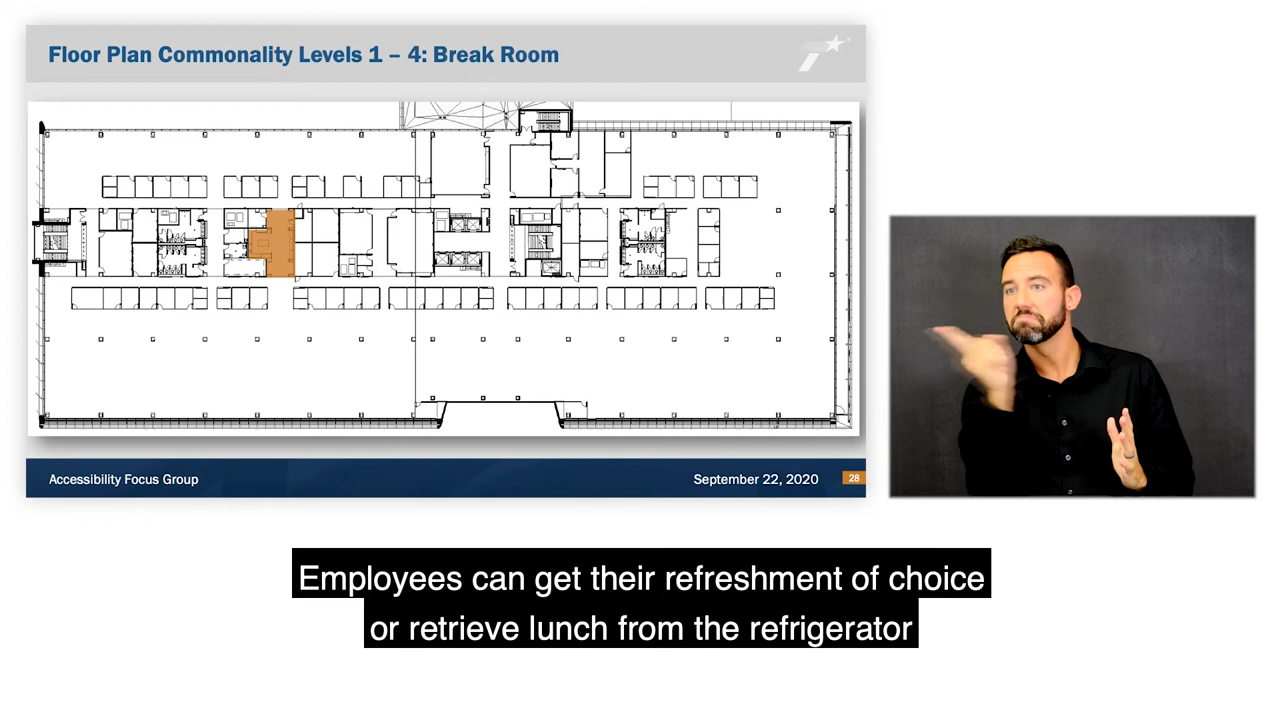 Floor Plan Commonality Levels 1 – 4: Break Room
Accessibility Focus Group
September 22, 2020
28
Employees can get their refreshment of choice
or retrieve lunch from the refrigerator